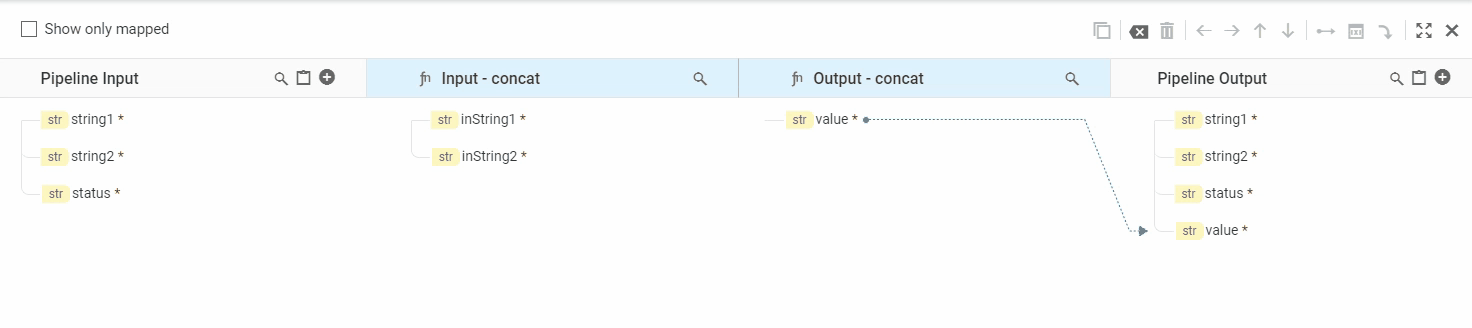 Show only mapped
Pipeline Input fn Input - concat fn Output - concat Pipeline Output
str string1 * str inString1 * str value * str string1 *
str string2 * str inString2 * str string2 *
str status * str status *
str value *